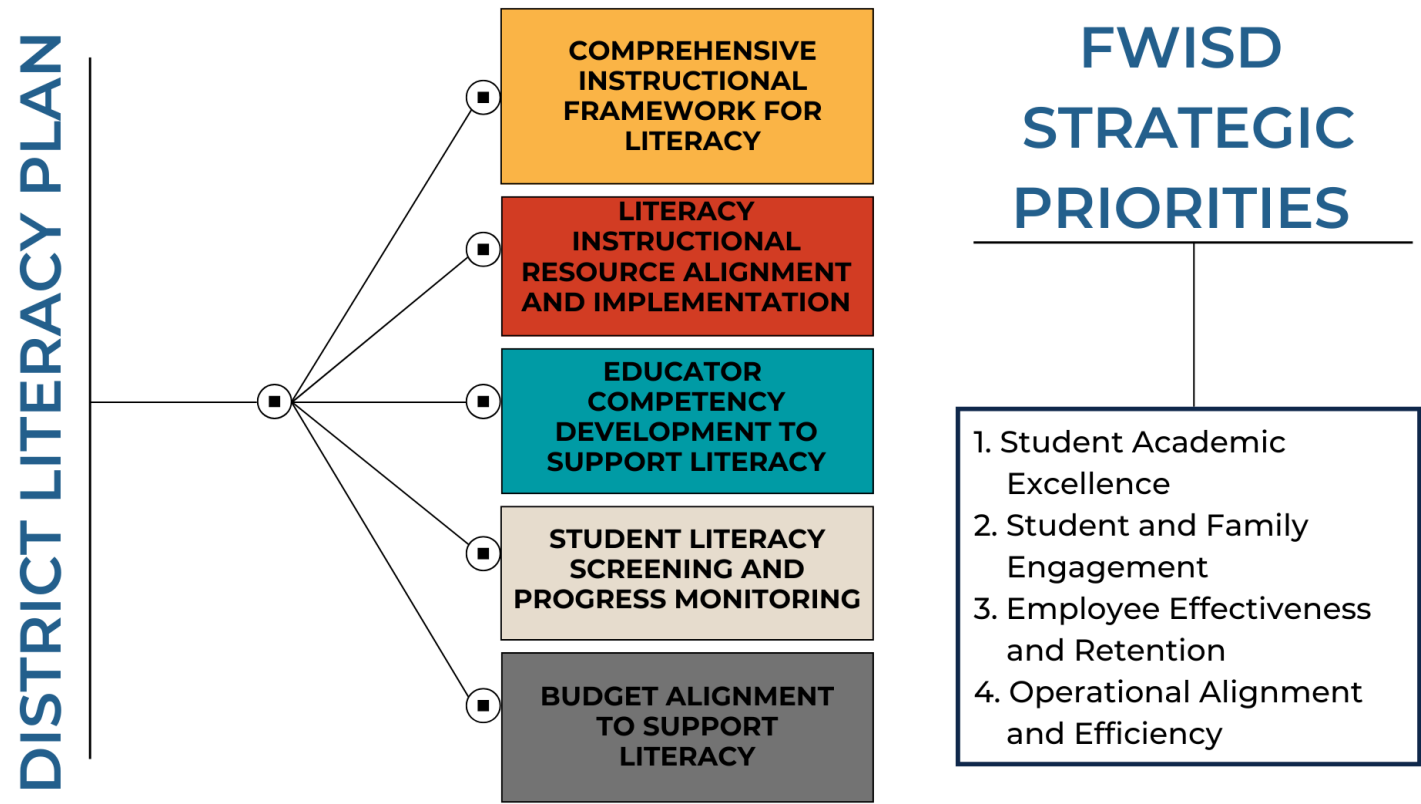 DISTRICT LITERACY PLAN
COMPREHENSIVE
INSTRUCTIONAL
FRAMEWORK FOR
LITERACY
LITERACY
INSTRUCTIONAL
RESOURCE ALIGNMENT
AND IMPLEMENTATION
EDUCATOR
COMPETENCY
DEVELOPMENT TO
SUPPORT LITERACY
STUDENT LITERACY
SCREENING AND
PROGRESS MONITORING
BUDGET ALIGNMENT
TO SUPPORT
LITERACY
FWISD
STRATEGIC
PRIORITIES
1. Student Academic
Excellence
2. Student and Family
Engagement
3. Employee Effectiveness
and Retention
4. Operational Alignment
and Efficiency